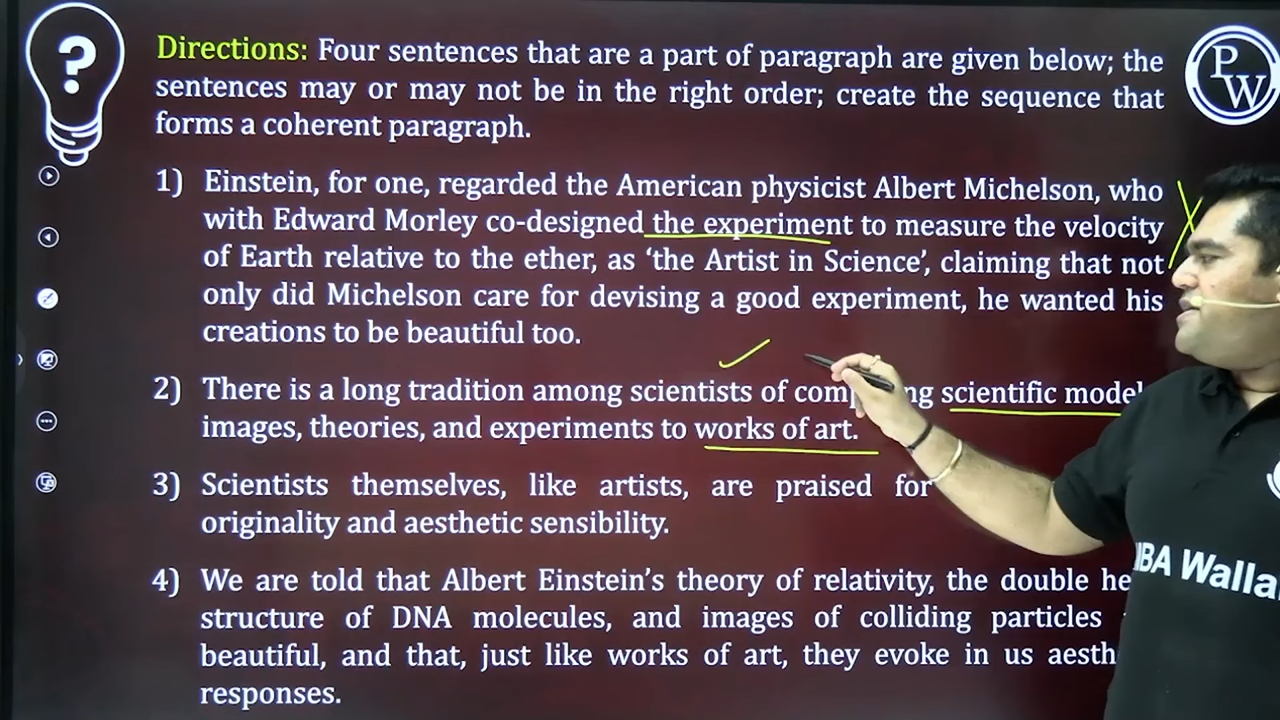 ?
Directions: Four sentences that are a part of paragraph are given below; the
sentences may or may not be in the right order; create the sequence that
forms a coherent paragraph.
PW
1) Einstein, for one, regarded the American physicist Albert Michelson, who
with Edward Morley co-designed the experiment to measure the velocity
of Earth relative to the ether, as ‘the Artist in Science’, claiming that not
only did Michelson care for devising a good experiment, he wanted his
creations to be beautiful too.
2) There is a long tradition among scientists of scientific
images, theories, and experiments to works of art.
3) Scientists themselves, like artists, are praised for
originality and aesthetic sensibility.
4) We are told that Albert Einstein’s theory of relativity, the double
structure of DNA molecules, and images of colliding particles
beautiful, and that, just like works of art, they evoke in us
responses.